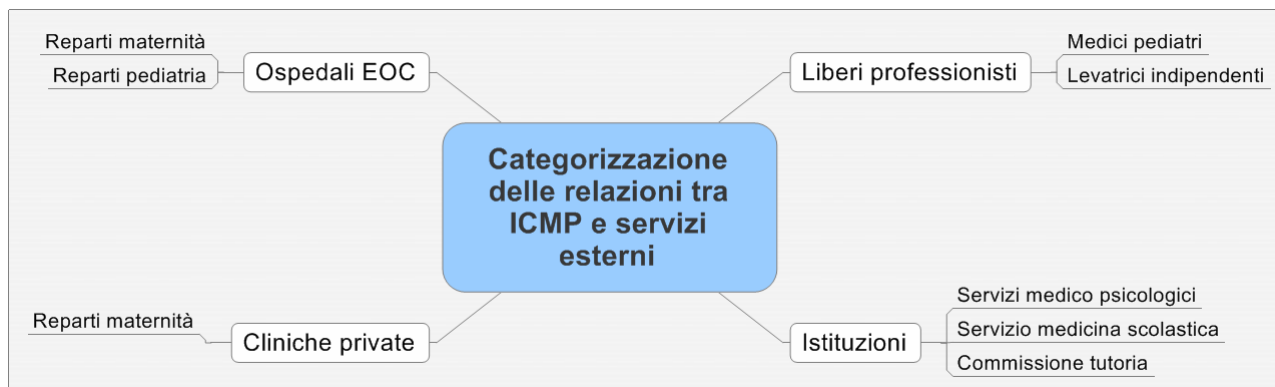 Reparti maternità
Reparti pediatria
Ospedali EOC
Liberi professionisti
Medici pediatri
Levatrici indipendenti
Categorizzazione
delle relazioni tra
ICMP e servizi
esterni
Reparti maternità
Cliniche private
Istituzioni
Servizi medico psicologici
Servizio medicina scolastica
Commissione tutoria